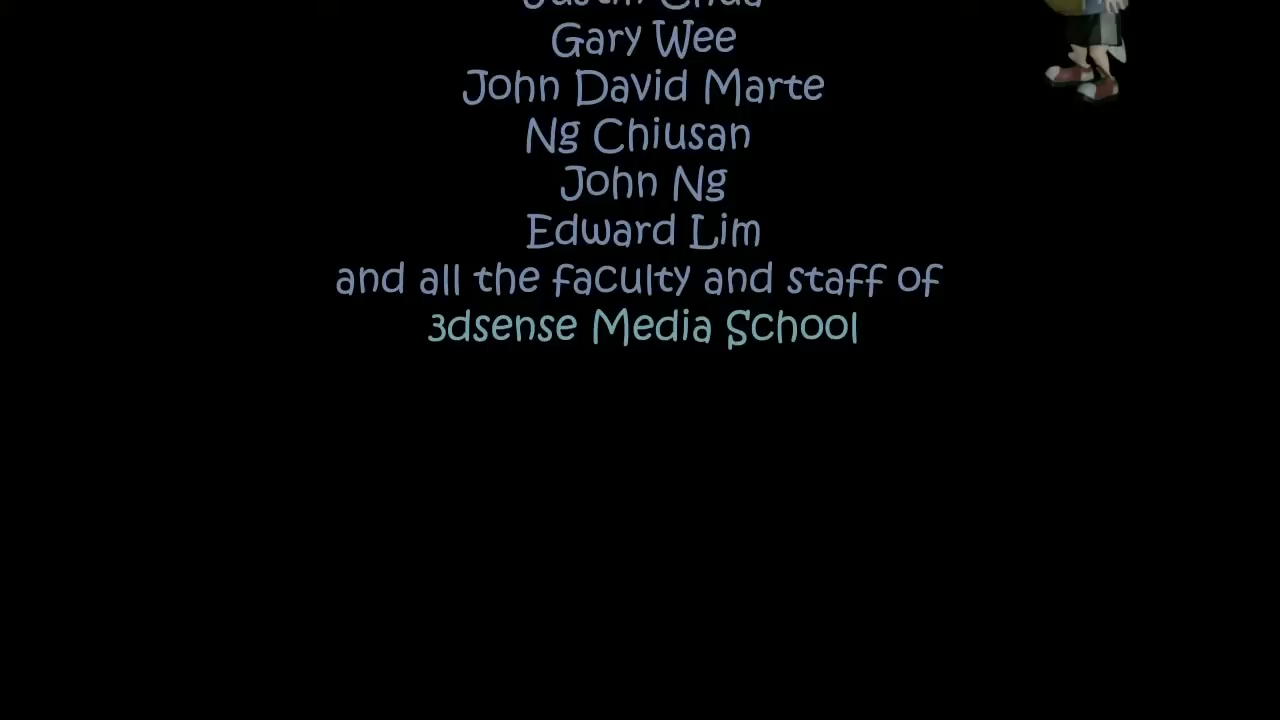 Gary Wee
John David Marte
Ng Chiusan
John Ng
Edward Lim
and all the faculty and staff of
3dsense Media School